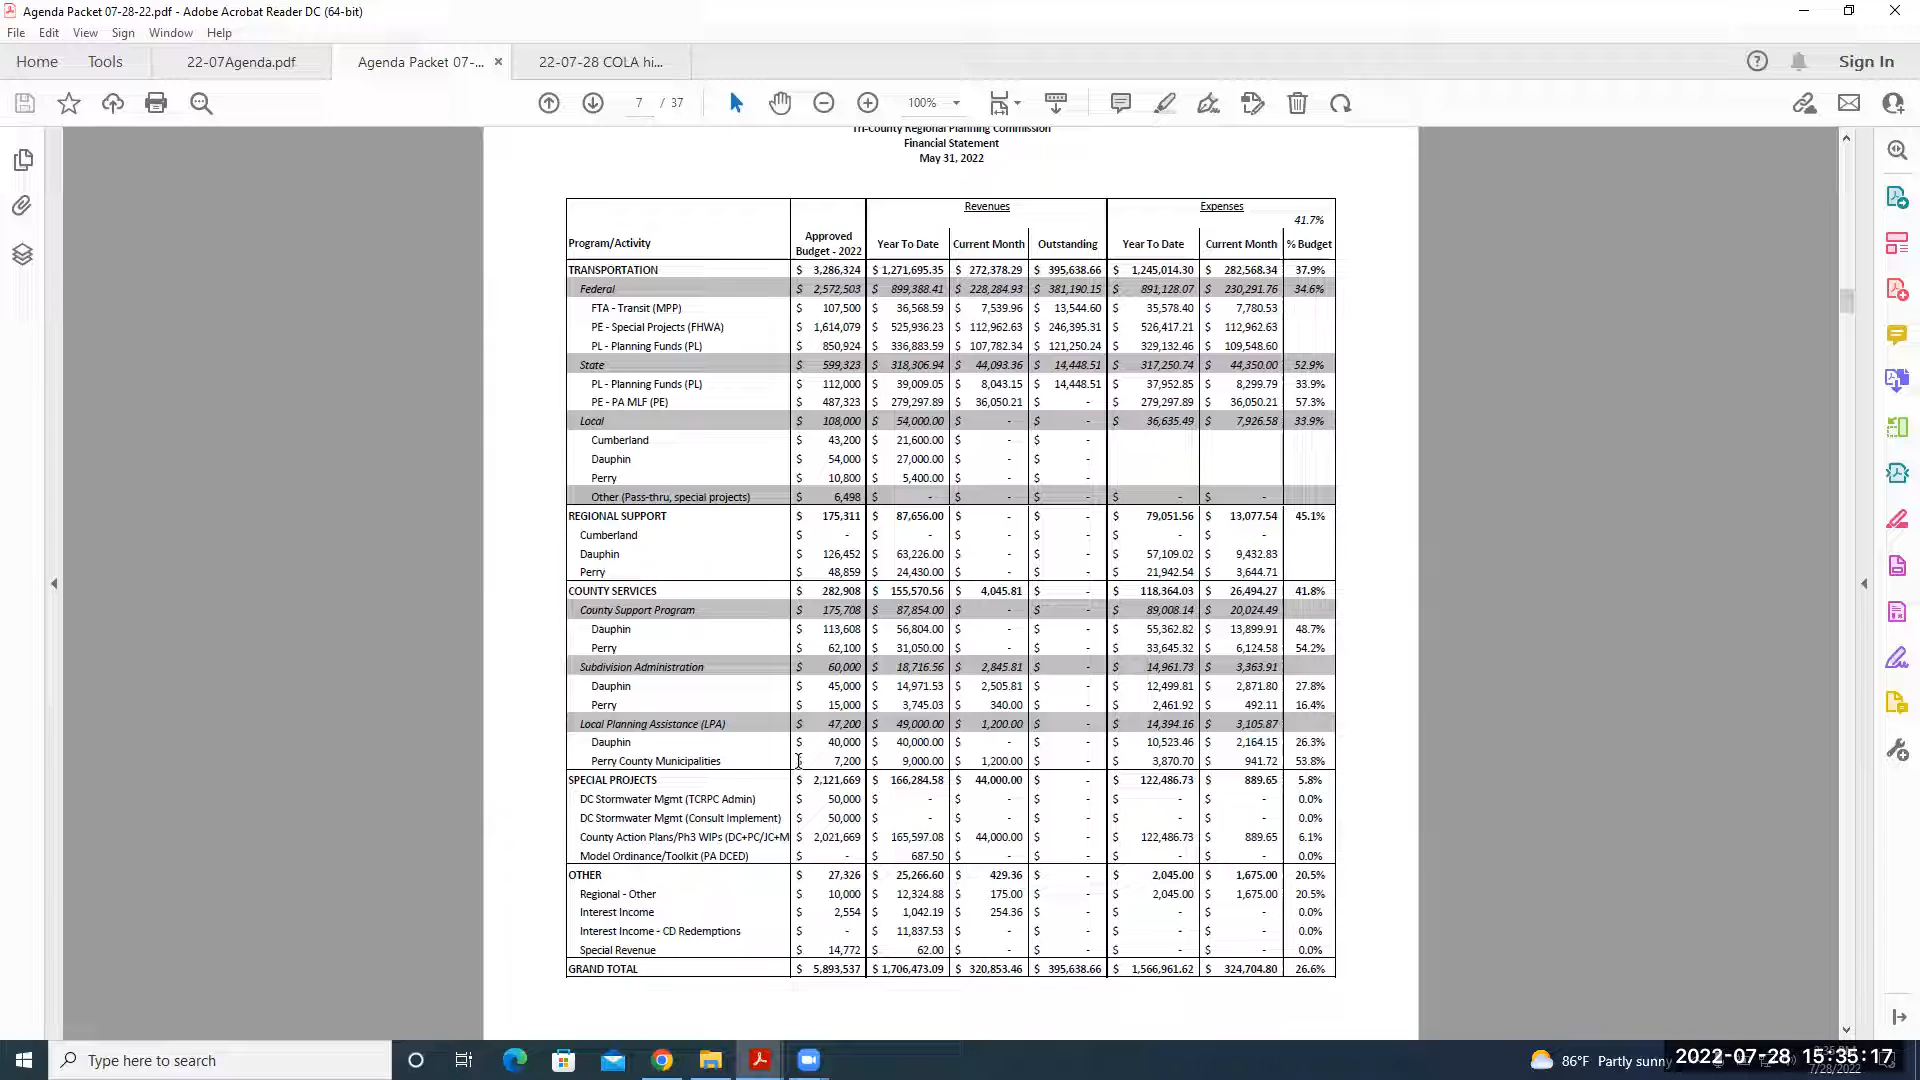 Agenda Packet 07-28-22.pdf - Adobe Acrobat Reader DC (64-bit)
File Edit View Sign Window Help
Home Tools 22-07Agenda.pdf Agenda Packet 07-... × 22-07-28 COLA hi... Sign In
7 / 37 100%
Tri-County Regional Planning Commission
Financial Statement
May 31, 2022
Revenues Expenses
41.7%
Program/Activity Approved Budget - 2022 Year To Date Current Month Outstanding Year To Date Current Month % Budget
TRANSPORTATION $ 3,286,324 $ 1,271,695.35 $ 272,378.29 $ 395,638.66 $ 1,245,014.30 $ 282,568.34 37.9%
Federal $ 2,572,503 $ 899,388.41 $ 228,284.93 $ 381,190.15 $ 891,128.07 $ 230,291.76 34.6%
FTA - Transit (MPP) $ 107,500 $ 36,568.59 $ 7,539.96 $ 13,544.60 $ 35,578.40 $ 7,780.53
PE - Special Projects (FHWA) $ 1,614,079 $ 525,936.23 $ 112,962.63 $ 246,395.31 $ 526,417.21 $ 112,962.63
PL - Planning Funds (PL) $ 850,924 $ 336,883.59 $ 107,782.34 $ 121,250.24 $ 329,132.46 $ 109,548.60
State $ 599,323 $ 318,306.94 $ 44,093.36 $ 14,448.51 $ 317,250.74 $ 44,350.00 52.9%
PL - Planning Funds (PL) $ 112,000 $ 39,009.05 $ 8,043.15 $ 14,448.51 $ 37,952.85 $ 8,299.79 33.9%
PE - PA MLF (PE) $ 487,323 $ 279,297.89 $ 36,050.21 $ - $ 279,297.89 $ 36,050.21 57.3%
Local $ 108,000 $ 54,000.00 $ - $ - $ 36,635.49 $ 7,926.58 33.9%
Cumberland $ 43,200 $ 21,600.00 $ - $ -
Dauphin $ 54,000 $ 27,000.00 $ - $ -
Perry $ 10,800 $ 5,400.00 $ - $ -
Other (Pass-thru, special projects) $ 6,498 $ - $ - $ - $ - $ -
REGIONAL SUPPORT $ 175,311 $ 87,656.00 $ - $ - $ 79,051.56 $ 13,077.54 45.1%
Cumberland $ - $ - $ - $ - $ - $ -
Dauphin $ 126,452 $ 63,226.00 $ - $ - $ 57,109.02 $ 9,432.83
Perry $ 48,859 $ 24,430.00 $ - $ - $ 21,942.54 $ 3,644.71
COUNTY SERVICES $ 282,908 $ 155,570.56 $ 4,045.81 $ - $ 118,364.03 $ 26,494.27 41.8%
County Support Program $ 175,708 $ 87,854.00 $ - $ - $ 89,008.14 $ 20,024.49
Dauphin $ 113,608 $ 56,804.00 $ - $ - $ 55,362.82 $ 13,899.91 48.7%
Perry $ 62,100 $ 31,050.00 $ - $ - $ 33,645.32 $ 6,124.58 54.2%
Subdivision Administration $ 60,000 $ 18,716.56 $ 2,845.81 $ - $ 14,961.73 $ 3,363.91
Dauphin $ 45,000 $ 14,971.53 $ 2,505.81 $ - $ 12,499.81 $ 2,871.80 27.8%
Perry $ 15,000 $ 3,745.03 $ 340.00 $ - $ 2,461.92 $ 492.11 16.4%
Local Planning Assistance (LPA) $ 47,200 $ 49,000.00 $ 1,200.00 $ - $ 14,394.16 $ 3,105.87
Dauphin $ 40,000 $ 40,000.00 $ - $ - $ 10,523.46 $ 2,164.15 26.3%
Perry County Municipalities $ 7,200 $ 9,000.00 $ 1,200.00 $ - $ 3,870.70 $ 941.72 53.8%
SPECIAL PROJECTS $ 2,121,669 $ 166,284.58 $ 44,000.00 $ - $ 122,486.73 $ 889.65 5.8%
DC Stormwater Mgmt (TCRPC Admin) $ 50,000 $ - $ - $ - $ - $ - 0.0%
DC Stormwater Mgmt (Consult Implement) $ 50,000 $ - $ - $ - $ - $ - 0.0%
County Action Plans/Ph3 WIPs (DC+PC/JC+M $ 2,021,669 $ 165,597.08 $ 44,000.00 $ - $ 122,486.73 $ 889.65 6.1%
Model Ordinance/Toolkit (PA DCED) $ - $ 687.50 $ - $ - $ - $ - 0.0%
OTHER $ 27,326 $ 25,266.60 $ 429.36 $ - $ 2,045.00 $ 1,675.00 20.5%
Regional - Other $ 10,000 $ 12,324.88 $ 175.00 $ - $ 2,045.00 $ 1,675.00 20.5%
Interest Income $ 2,554 $ 1,042.19 $ 254.36 $ - $ - $ - 0.0%
Interest Income - CD Redemptions $ - $ 11,837.53 $ - $ - $ - $ - 0.0%
Special Revenue $ 14,772 $ 62.00 $ - $ - $ - $ - 0.0%
GRAND TOTAL $ 5,893,537 $ 1,706,473.09 $ 320,853.46 $ 395,638.66 $ 1,566,961.62 $ 324,704.80 26.6%
Type here to search 86°F Partly sunny 2022-07-28 15:35:17
7/28/2022